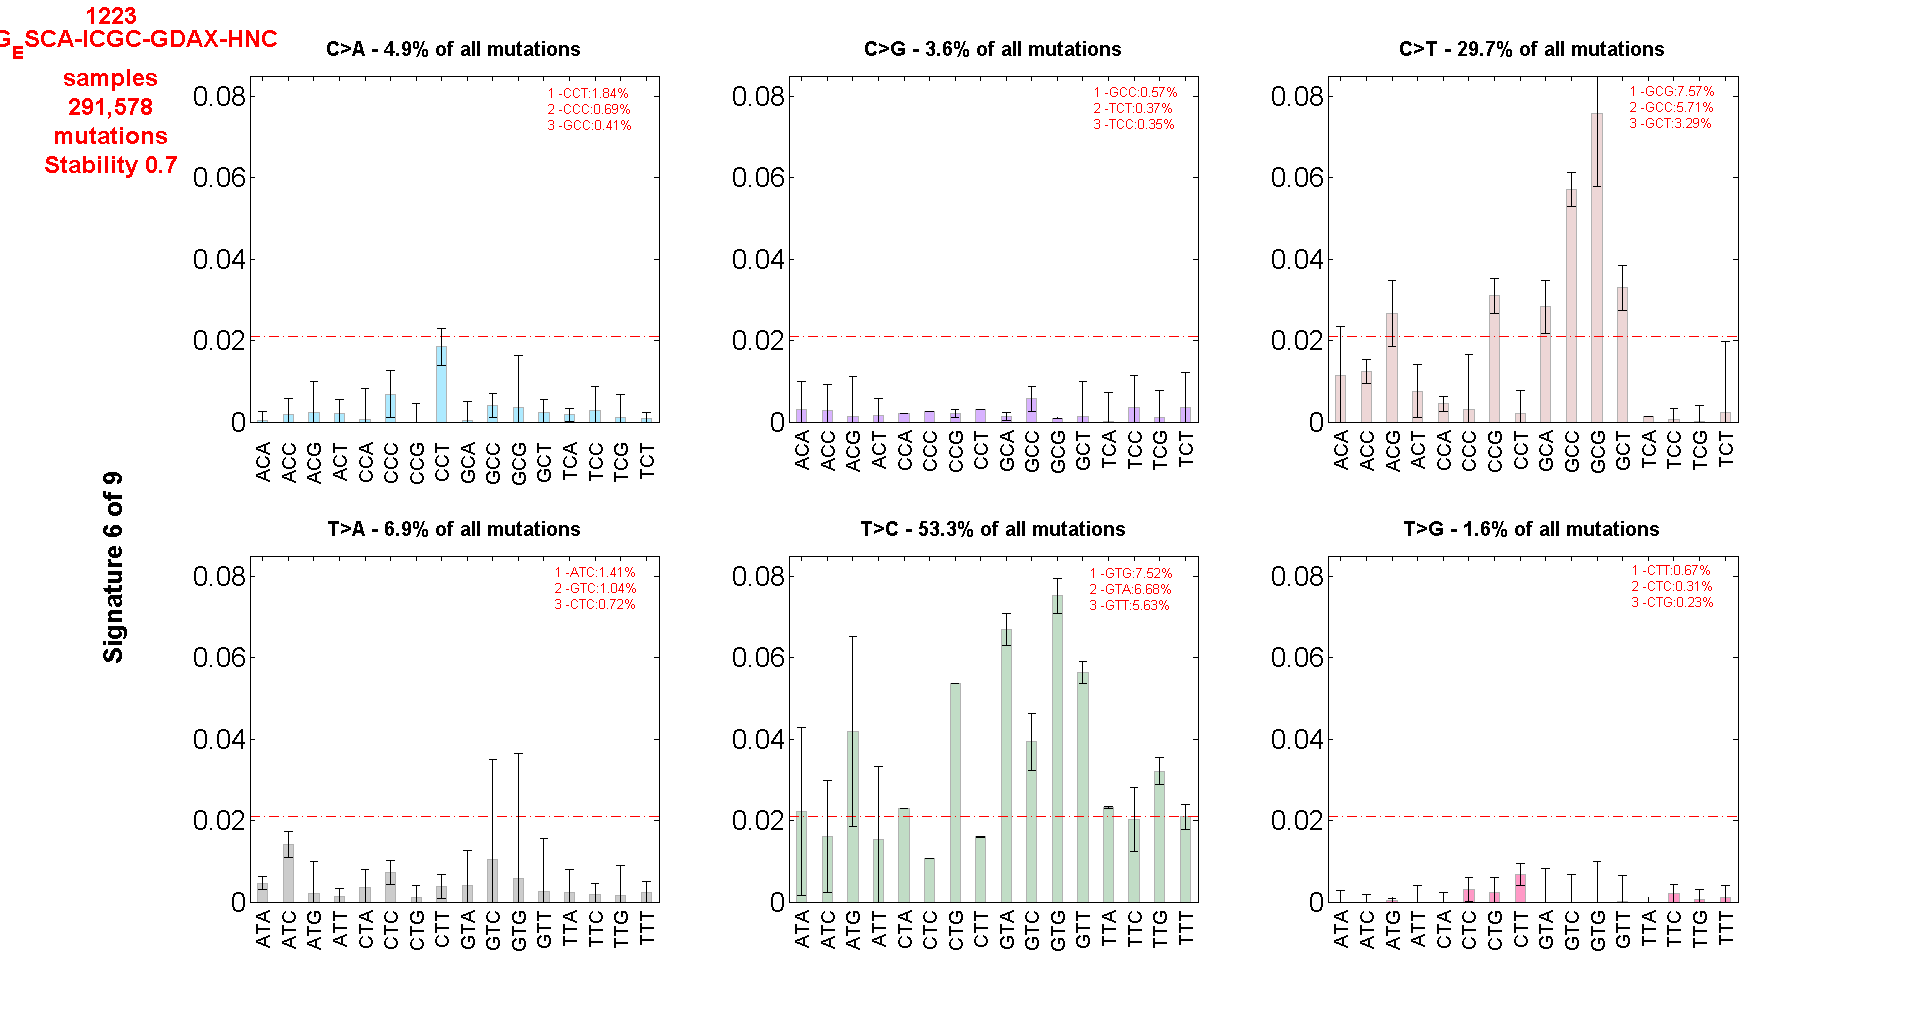 1223
G_ESCA-ICGC-GDAX-HNC
samples
291,578
mutations
Stability 0.7
Signature 6 of 9
C>A - 4.9% of all mutations
1 -CCT:1.84%
2 -CCC:0.69%
3 -GCC:0.41%
0.08
0.06
0.04
0.02
0
ACA ACC ACG ACT CCA CCC CCG CCT GCA GCC GCG GCT TCA TCC TCG TCT
C>G - 3.6% of all mutations
1 -GCC:0.57%
2 -TCT:0.37%
3 -TCC:0.35%
0.08
0.06
0.04
0.02
0
ACA ACC ACG ACT CCA CCC CCG CCT GCA GCC GCG GCT TCA TCC TCG TCT
C>T - 29.7% of all mutations
1 -GCG:7.57%
2 -GCC:5.71%
3 -GCT:3.29%
0.08
0.06
0.04
0.02
0
ACA ACC ACG ACT CCA CCC CCG CCT GCA GCC GCG GCT TCA TCC TCG TCT
T>A - 6.9% of all mutations
1 -ATC:1.41%
2 -GTC:1.04%
3 -CTC:0.72%
0.08
0.06
0.04
0.02
0
ATA ATC ATG ATT CTA CTC CTG CTT GTA GTC GTG GTT TTA TTC TTG TTT
T>C - 53.3% of all mutations
1 -GTG:7.52%
2 -GTA:6.68%
3 -GTT:5.63%
0.08
0.06
0.04
0.02
0
ATA ATC ATG ATT CTA CTC CTG CTT GTA GTC GTG GTT TTA TTC TTG TTT
T>G - 1.6% of all mutations
1 -CTT:0.67%
2 -CTC:0.31%
3 -CTG:0.23%
0.08
0.06
0.04
0.02
0
ATA ATC ATG ATT CTA CTC CTG CTT GTA GTC GTG GTT TTA TTC TTG TTT